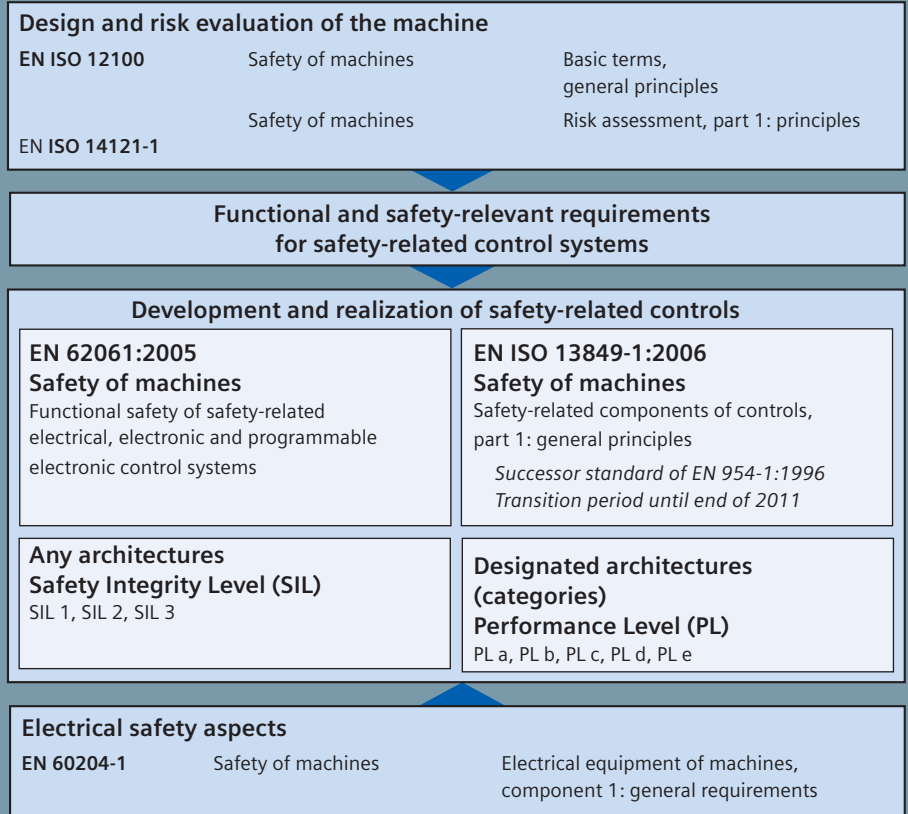 Design and risk evaluation of the machine
EN ISO 12100 Safety of machines Basic terms,
general principles
Safety of machines Risk assessment, part 1: principles
EN ISO 14121-1
Functional and safety-relevant requirements
for safety-related control systems
Development and realization of safety-related controls
EN 62061:2005
Safety of machines
Functional safety of safety-related
electrical, electronic and programmable
electronic control systems
EN ISO 13849-1:2006
Safety of machines
Safety-related components of controls,
part 1: general principles
Successor standard of EN 954-1:1996
Transition period until end of 2011
Any architectures
Safety Integrity Level (SIL)
SIL 1, SIL 2, SIL 3
Designated architectures
(categories)
Performance Level (PL)
PL a, PL b, PL c, PL d, PL e
Electrical safety aspects
EN 60204-1 Safety of machines Electrical equipment of machines,
component 1: general requirements